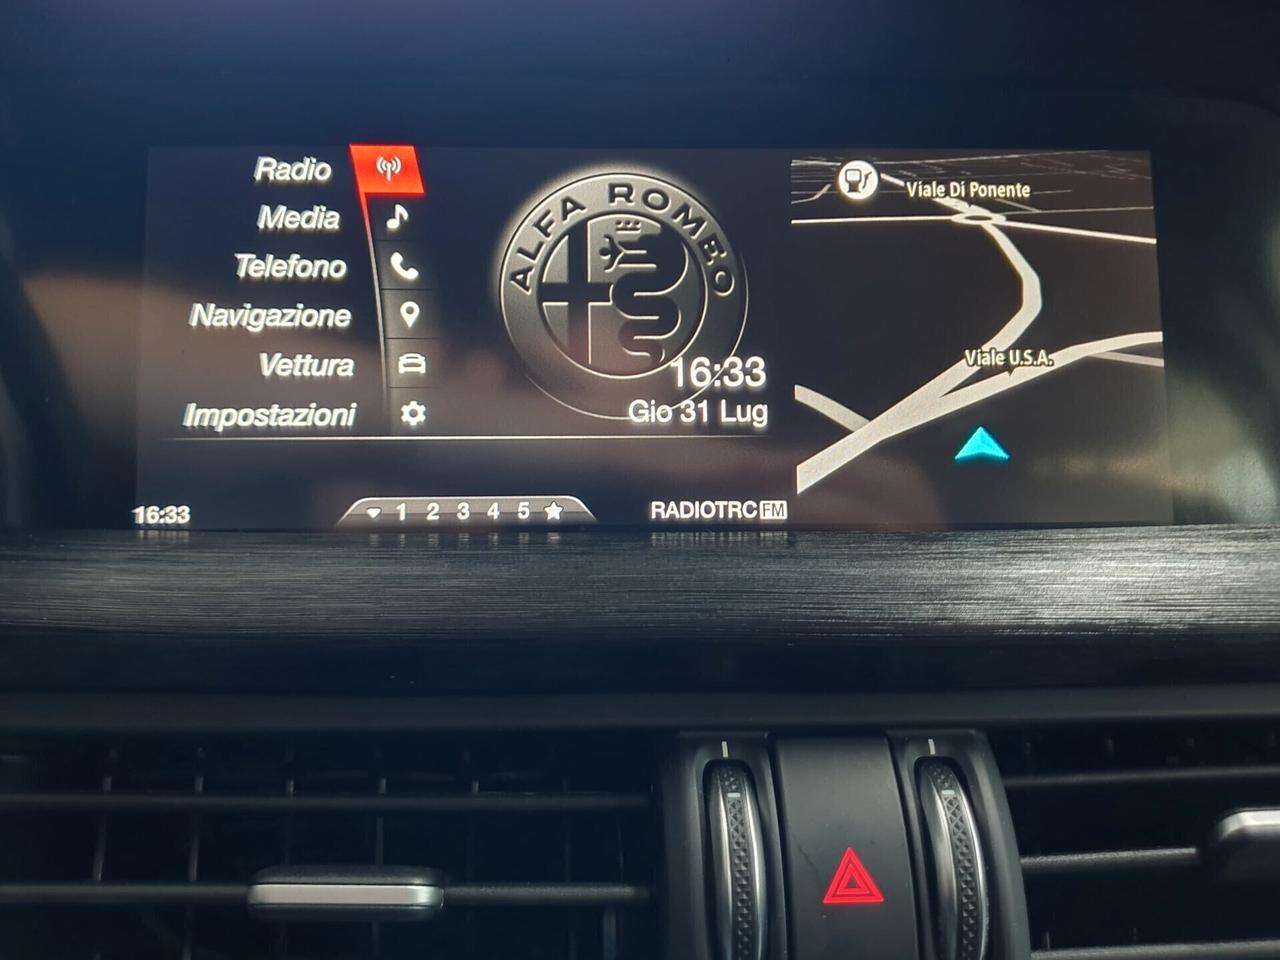 Radio
Media
Telefono
Navigazione
Vettura
Impostazioni
ALFA ROMEO
16:33
Gio 31 Lug
Viale Di Ponente
Viale U.S.A.
16:33
1 2 3 4 5
RADIOTRC FM